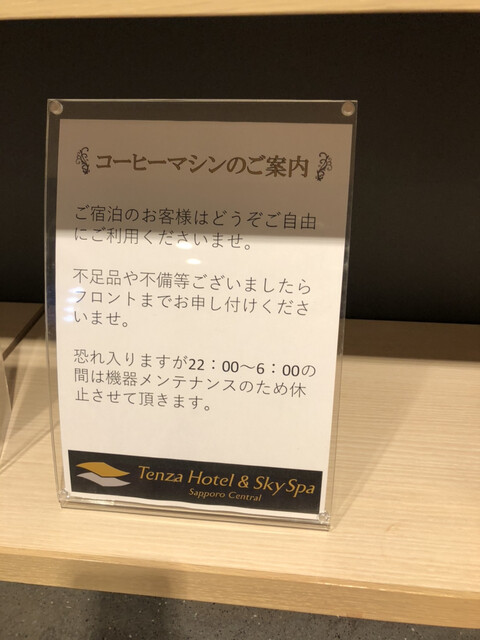 コーヒーマシンのご案内
ご宿泊のお客様はどうぞご自由
にご利用くださいませ。
不足品や不備等ございましたら
フロントまでお申し付けくださ
いませ。
恐れ入りますが22：00～6：00の
間は機器メンテナンスのため休
止させて頂きます。
Tenza Hotel & Sky Spa
Sapporo Central